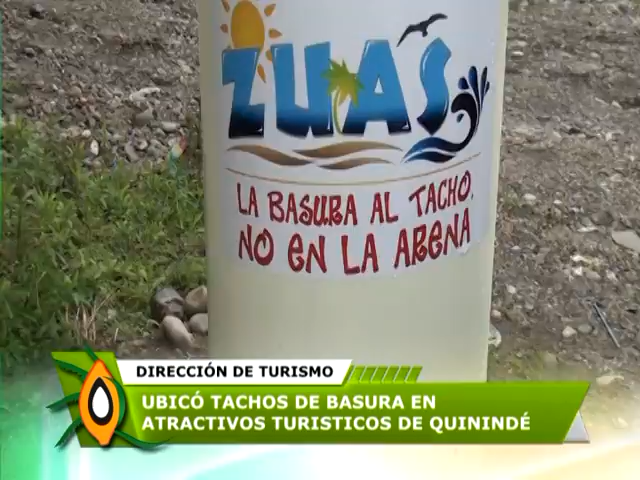 ZUAS
LA BASURA AL TACHO,
NO EN LA ARENA
DIRECCIÓN DE TURISMO
UBICÓ TACHOS DE BASURA EN
ATRACTIVOS TURISTICOS DE QUININDÉ